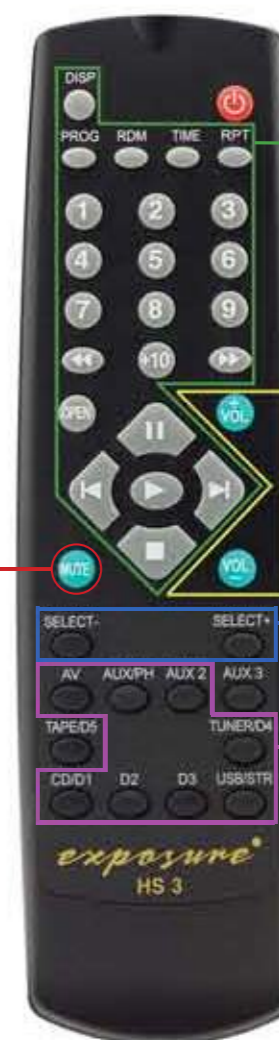 DISP
PROG RDM TIME RPT
1 2 3
4 5 6
7 8 9
+10
OPEN
+
VOL
MUTE
VOL
−
SELECT- SELECT+
AV AUX/PH AUX 2 AUX 3
TAPE/D5 TUNER/D4
CD/D1 D2 D3 USB/STR
exposure
HS 3